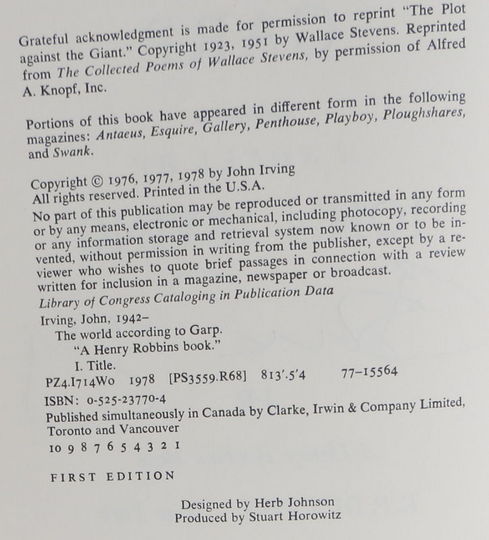 Grateful acknowledgment is made for permission to reprint “The Plot
against the Giant.” Copyright 1923, 1951 by Wallace Stevens. Reprinted
from The Collected Poems of Wallace Stevens, by permission of Alfred
A. Knopf, Inc.
Portions of this book have appeared in different form in the following
magazines: Antaeus, Esquire, Gallery, Penthouse, Playboy, Ploughshares,
and Swank.
Copyright © 1976, 1977, 1978 by John Irving
All rights reserved. Printed in the U.S.A.
No part of this publication may be reproduced or transmitted in any form
or by any means, electronic or mechanical, including photocopy, recording
or any information storage and retrieval system now known or to be in-
vented, without permission in writing from the publisher, except by a re-
viewer who wishes to quote brief passages in connection with a review
written for inclusion in a magazine, newspaper or broadcast.
Library of Congress Cataloging in Publication Data
Irving, John, 1942–
The world according to Garp.
“A Henry Robbins book.”
I. Title.
PZ4.I714Wo 1978 [PS3559.R68] 813'.5'4 77–15564
ISBN: 0-525-23770-4
Published simultaneously in Canada by Clarke, Irwin & Company Limited,
Toronto and Vancouver
10 9 8 7 6 5 4 3 2 1
FIRST EDITION
Designed by Herb Johnson
Produced by Stuart Horowitz